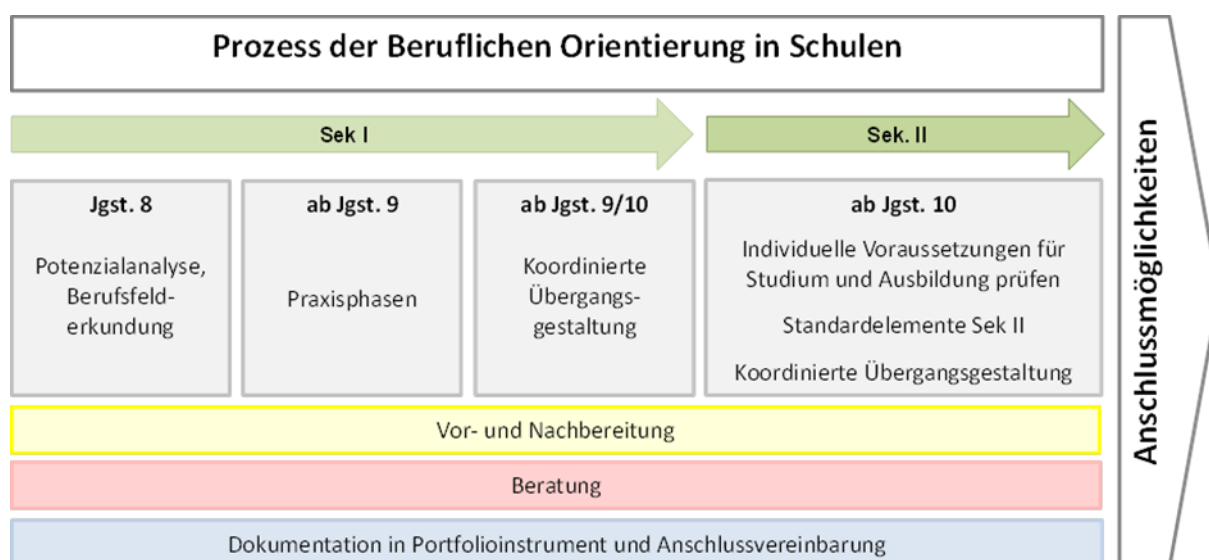 Prozess der Beruflichen Orientierung in Schulen
Sek I
Sek. II
Jgst. 8
Potenzialanalyse,
Berufsfeld-
erkundung
ab Jgst. 9
Praxisphasen
ab Jgst. 9/10
Koordinierte
Übergangs-
gestaltung
ab Jgst. 10
Individuelle Voraussetzungen für
Studium und Ausbildung prüfen
Standardelemente Sek II
Koordinierte Übergangsgestaltung
Vor- und Nachbereitung
Beratung
Dokumentation in Portfolioinstrument und Anschlussvereinbarung
Anschlussmöglichkeiten